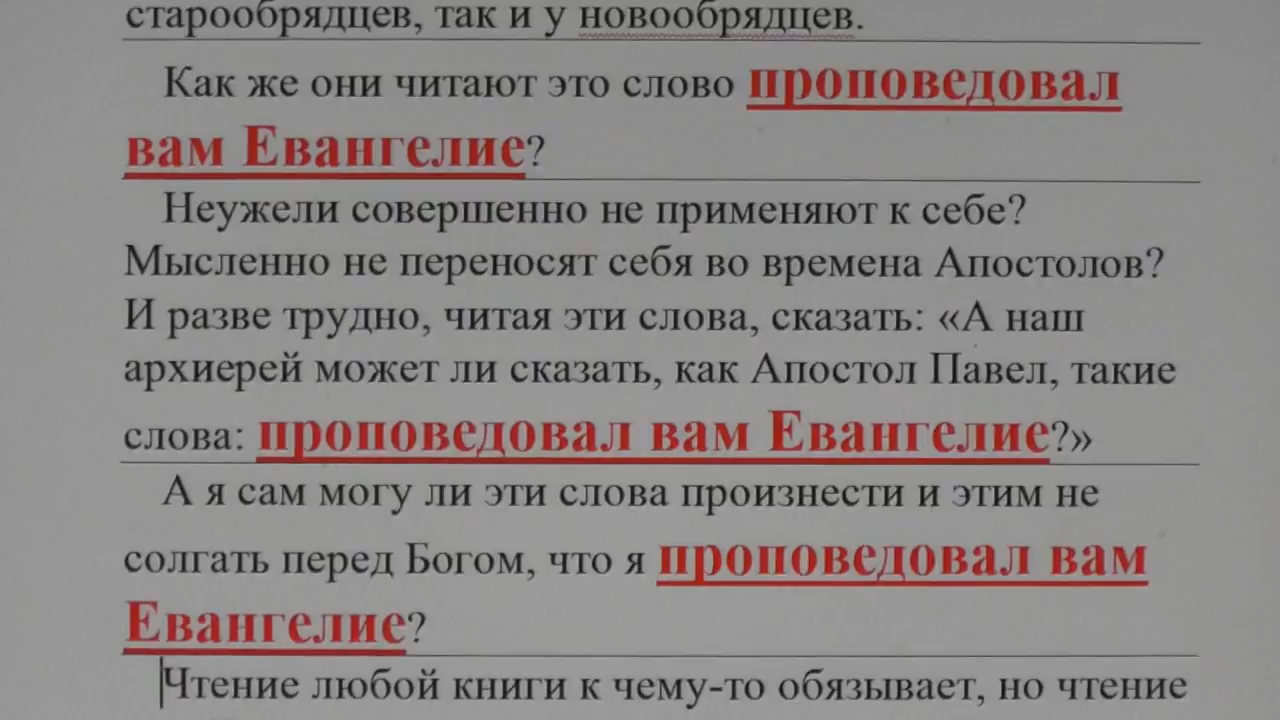 старообрядцев, так и у новообрядцев.
Как же они читают это слово проповедовал
вам Евангелие?
Неужели совершенно не применяют к себе?
Мысленно не переносят себя во времена Апостолов?
И разве трудно, читая эти слова, сказать: «А наш
архиерей может ли сказать, как Апостол Павел, такие
слова: проповедовал вам Евангелие?»
А я сам могу ли эти слова произнести и этим не
солгать перед Богом, что я проповедовал вам
Евангелие?
Чтение любой книги к чему-то обязывает, но чтение